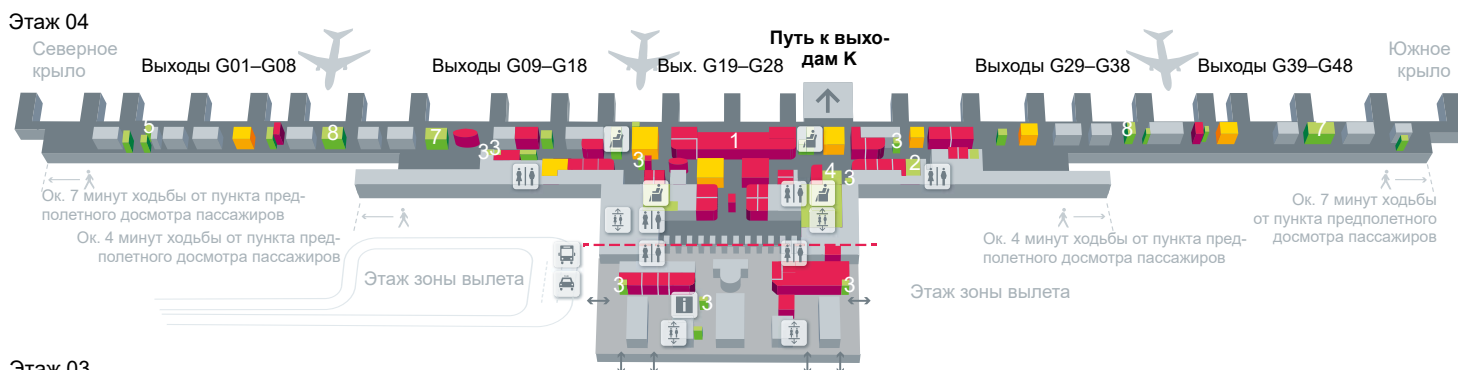 Этаж 04
Северное
крыло
Выходы G01–G08
Выходы G09–G18
Вых. G19–G28
Путь к выхо-
дам K
Выходы G29–G38
Выходы G39–G48
Южное
крыло
5
8
7
3
3
3
1
3
4
3
2
8
7
Ок. 7 минут ходьбы от пункта пред-
полетного досмотра пассажиров
Ок. 4 минут ходьбы от пункта пред-
полетного досмотра пассажиров
Ок. 4 минут ходьбы от пункта пред-
полетного досмотра пассажиров
Ок. 7 минут ходьбы
от пункта предполетного
досмотра пассажиров
Этаж зоны вылета
3
i
3
3
Этаж зоны вылета
Этаж 03